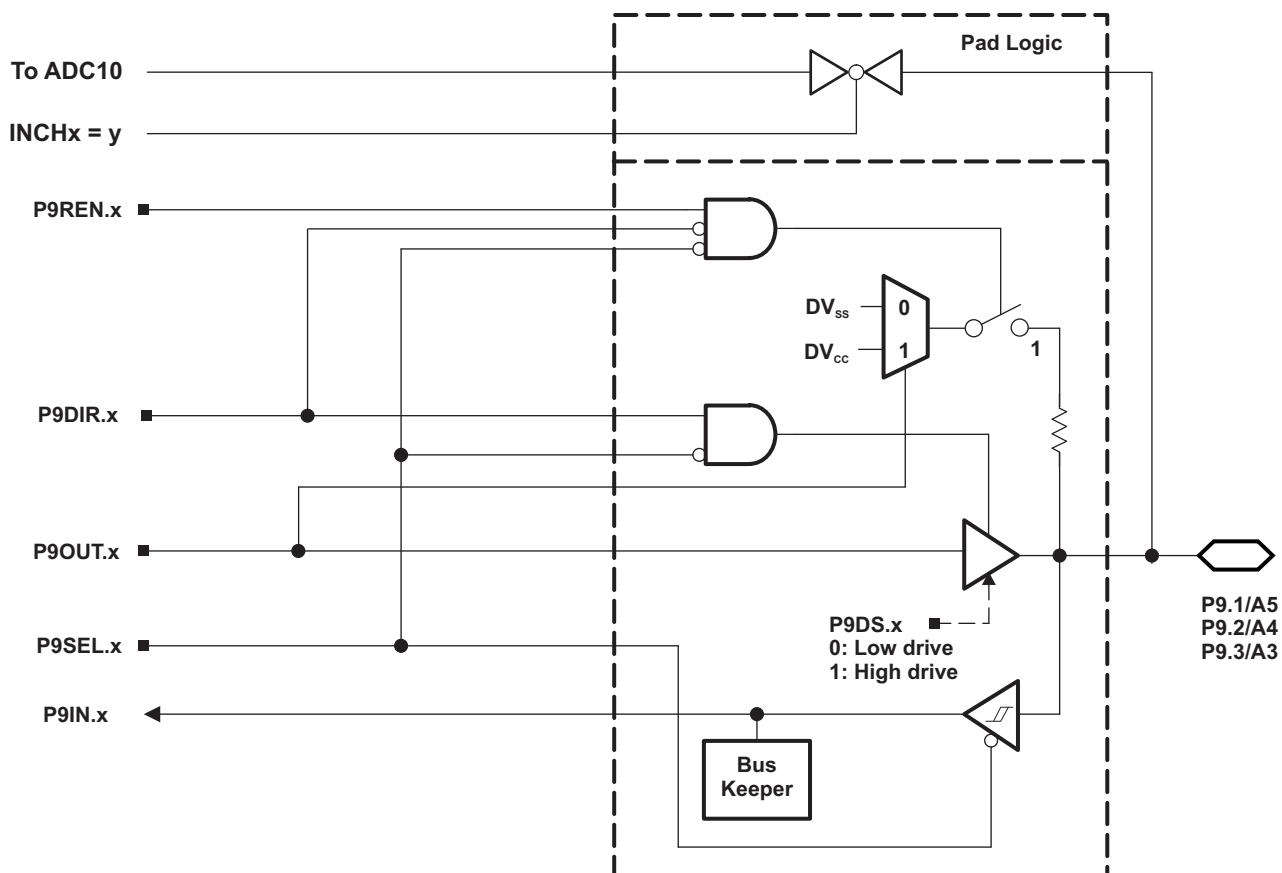 Pad Logic
To ADC10
INCHx = y
P9REN.x
DVSS
0
DVCC
1
1
P9DIR.x
P9OUT.x
P9DS.x
0: Low drive
1: High drive
P9.1/A5
P9.2/A4
P9.3/A3
P9SEL.x
P9IN.x
Bus
Keeper